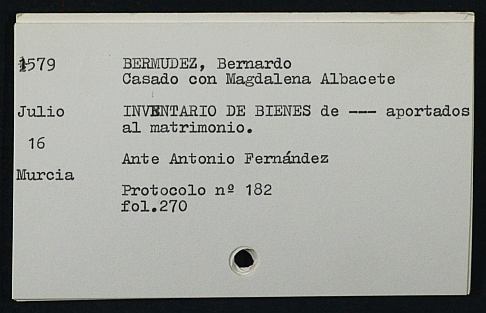 1579
BERMUDEZ, Bernardo
Casado con Magdalena Albacete
Julio
INVENTARIO DE BIENES de --- aportados
al matrimonio.
16
Ante Antonio Fernández
Murcia
Protocolo nº 182
fol.270